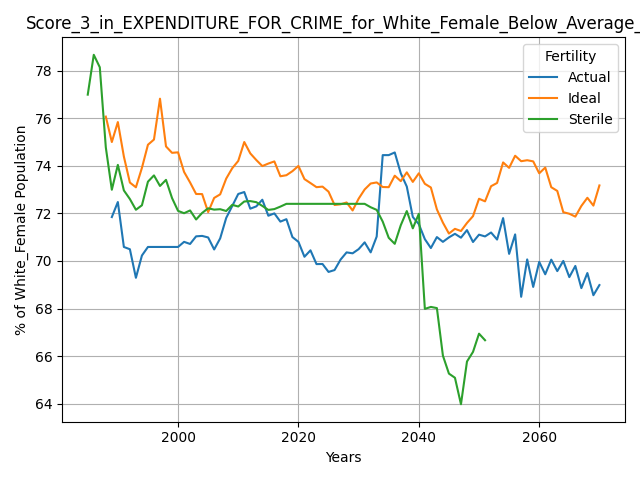 Score_3_in_EXPENDITURE_FOR_CRIME_for_White_Female_Below_Average_
Fertility
Actual
Ideal
Sterile
% of White_Female Population
78
76
74
72
70
68
66
64
2000
2020
2040
2060
Years